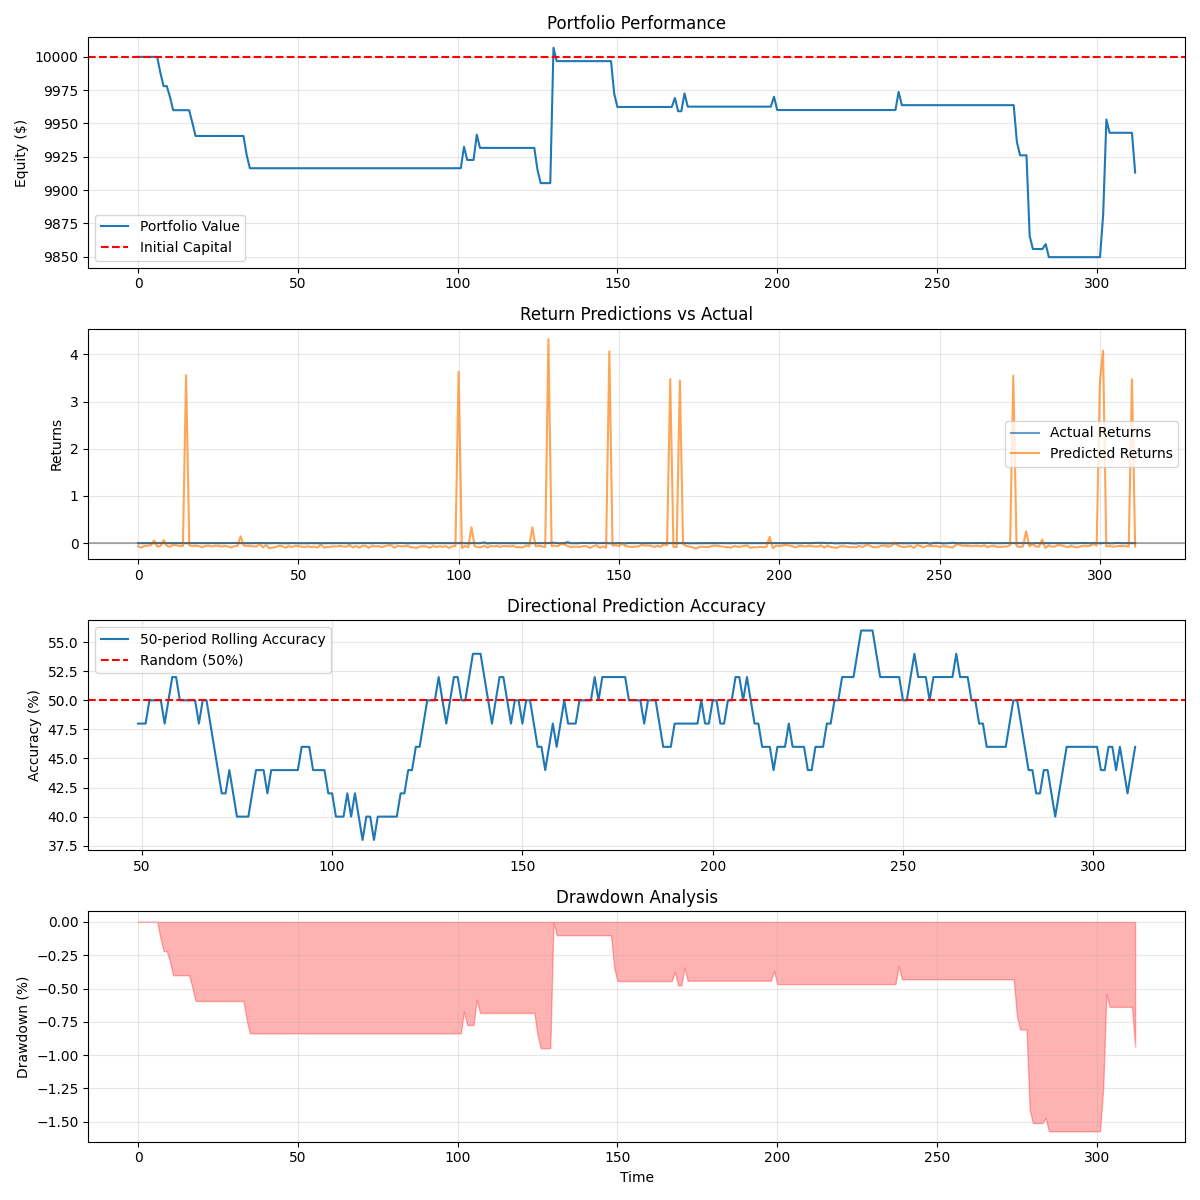 Portfolio Performance
Equity ($)
10000
9975
9950
9925
9900
9875
9850
Portfolio Value
Initial Capital
0 50 100 150 200 250 300
Return Predictions vs Actual
Returns
4
3
2
1
0
Actual Returns
Predicted Returns
0 50 100 150 200 250 300
Directional Prediction Accuracy
Accuracy (%)
55.0
52.5
50.0
47.5
45.0
42.5
40.0
37.5
50-period Rolling Accuracy
Random (50%)
50 100 150 200 250 300
Drawdown Analysis
Drawdown (%)
0.00
−0.25
−0.50
−0.75
−1.00
−1.25
−1.50
0 50 100 150 200 250 300
Time